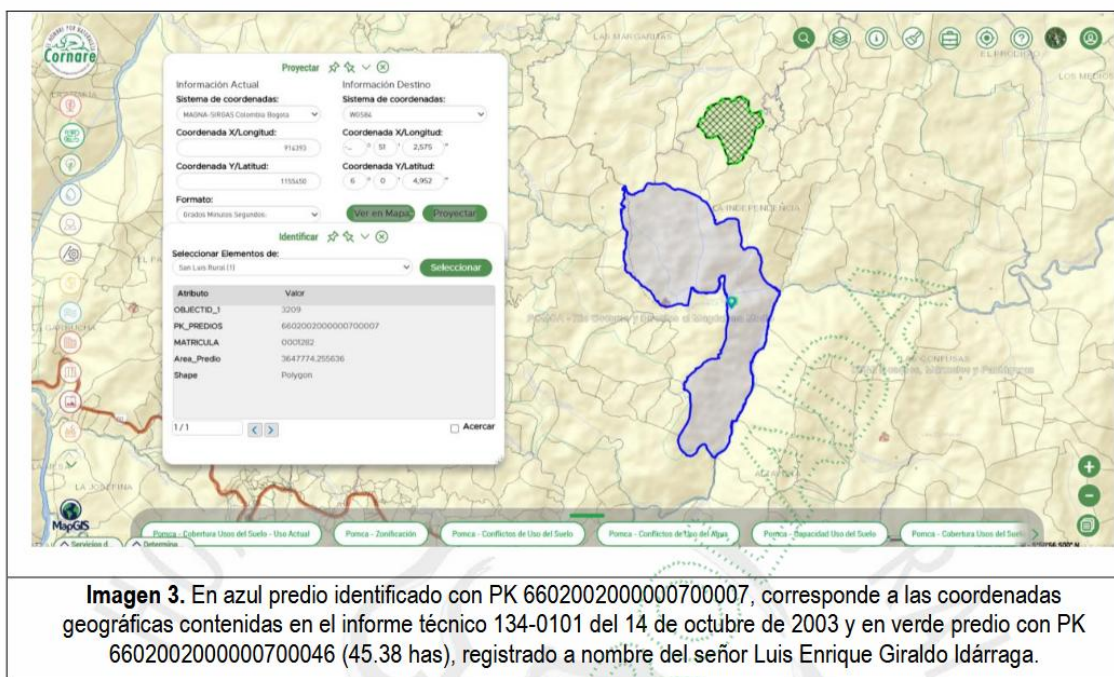 Cornare
LAS MARGARITAS
EL PRODIGIO
LOS MEDIOS
Proyectar
Información Actual
Información Destino
Sistema de coordenadas:
Sistema de coordenadas:
MAGNA-SIRGAS Colombia Bogota
WGS84
Coordenada X/Longitud:
Coordenada X/Longitud:
914393
51 ' 2,575 "
Coordenada Y/Latitud:
Coordenada Y/Latitud:
1155450
6 ° 0 ' 4,952 "
Formato:
Grados Minutos Segundos
Ver en Mapa
Proyectar
LA INDEPENDENCIA
Identificar
Seleccionar Elementos de:
San Luis Rural (1)
Seleccionar
Atributo Valor
OBJECTID_1 3209
PK_PREDIOS 6602002000000700007
MATRICULA 0001282
Area_Predio 3647774.255636
Shape Polygon
1 / 1
Acercar
LA JOSEFINA
MapGIS
Pomca - Cobertura Usos del Suelo - Uso Actual
Pomca - Zonificación
Pomca - Conflictos de Uso del Suelo
Pomca - Conflictos de Uso del Agua
Pomca - Capacidad Uso del Suelo
Pomca - Cobertura Usos del Suel
Servicios d
Determina
Imagen 3. En azul predio identificado con PK 6602002000000700007, corresponde a las coordenadas
geográficas contenidas en el informe técnico 134-0101 del 14 de octubre de 2003 y en verde predio con PK
6602002000000700046 (45.38 has), registrado a nombre del señor Luis Enrique Giraldo Idárraga.